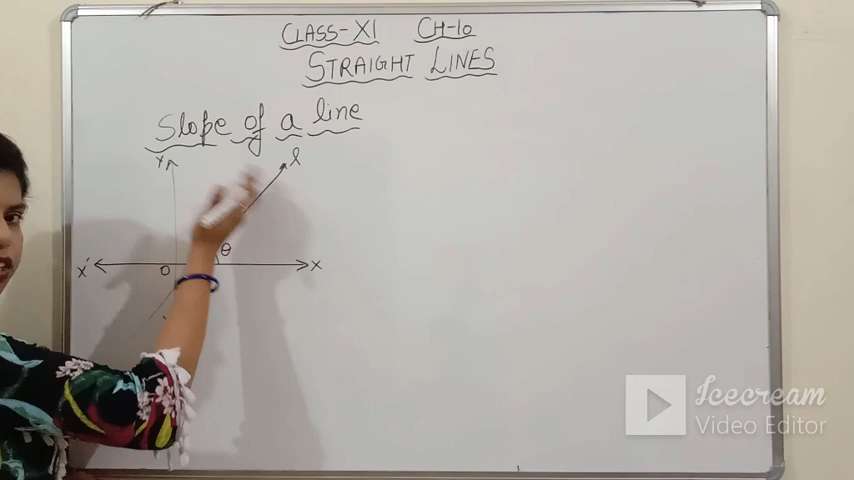 CLASS-XI CH-10
STRAIGHT LINES
Slope of a line
Y
l
θ
X' O X
Icecream
Video Editor